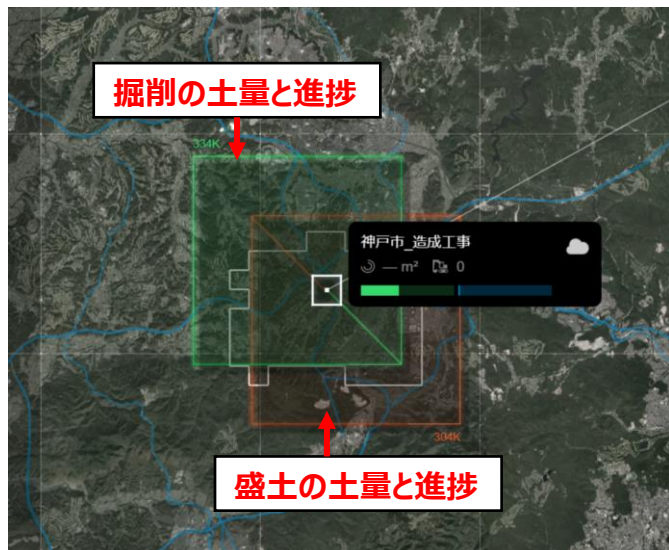 掘削の土量と進捗
334K
神戸市_造成工事
— m² 0
304K
盛土の土量と進捗